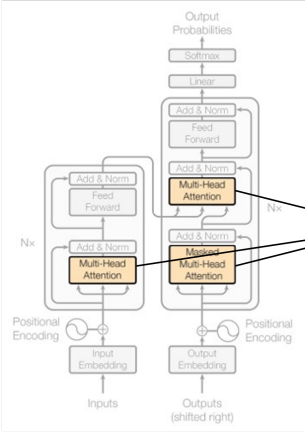 Output
Probabilities
Softmax
Linear
Add & Norm
Feed
Forward
Add & Norm
Multi-Head
Attention
Nx
Add & Norm
Masked
Multi-Head
Attention
Positional
Encoding
Output
Embedding
Outputs
(shifted right)
Add & Norm
Feed
Forward
Nx
Add & Norm
Multi-Head
Attention
Positional
Encoding
Input
Embedding
Inputs